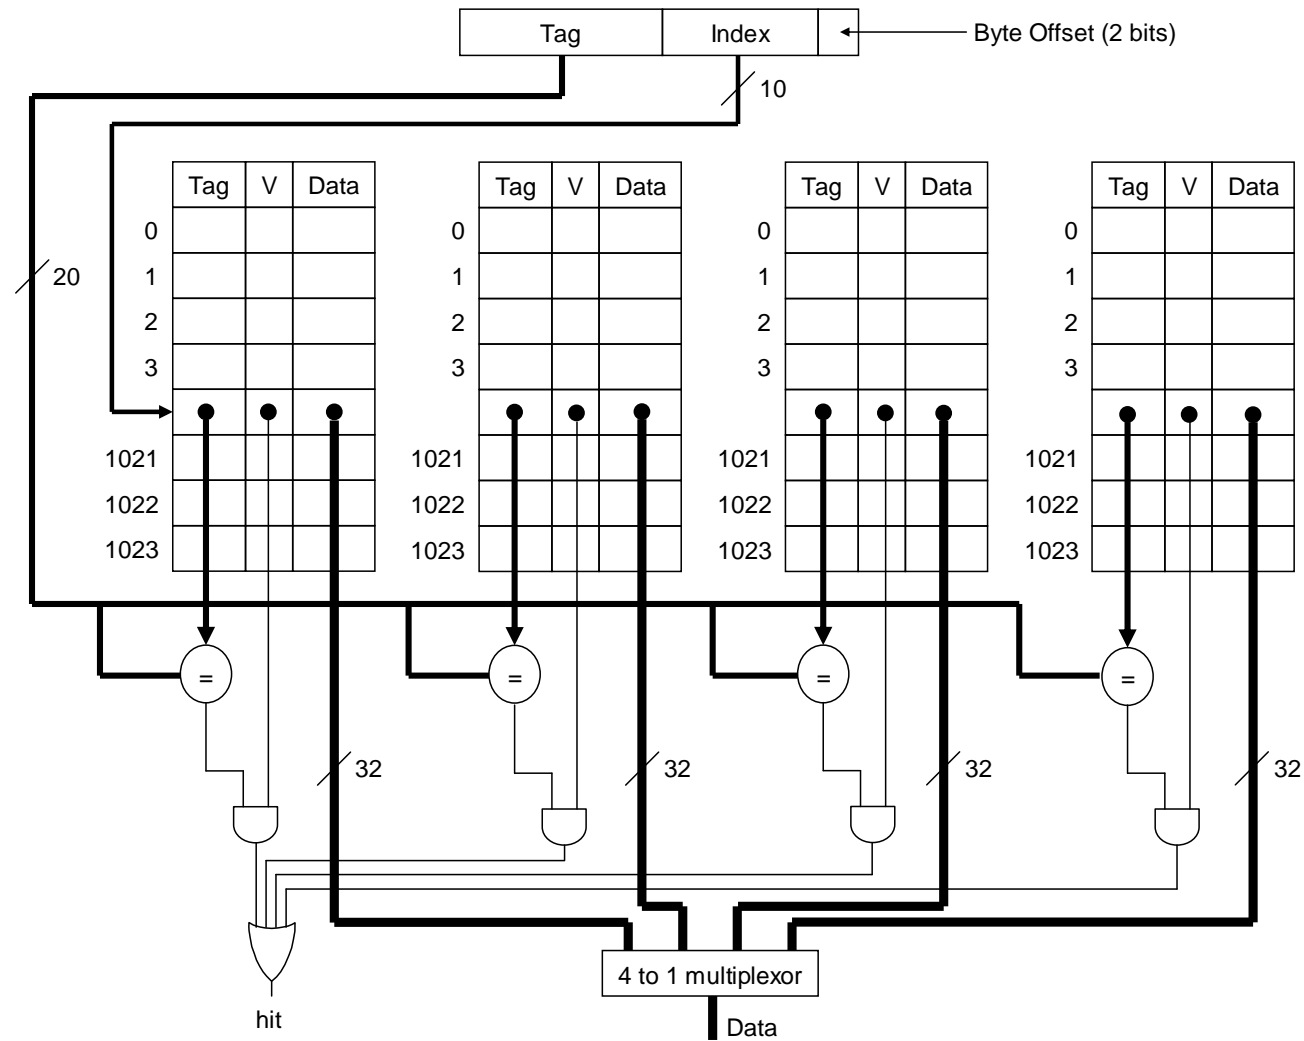 Tag Index Byte Offset (2 bits)
10
Tag V Data Tag V Data Tag V Data Tag V Data
0 0 0 0
20 1 1 1 1
2 2 2 2
3 3 3 3
1021 1021 1021 1021
1022 1022 1022 1022
1023 1023 1023 1023
= = = =
32 32 32 32
4 to 1 multiplexor
hit
Data